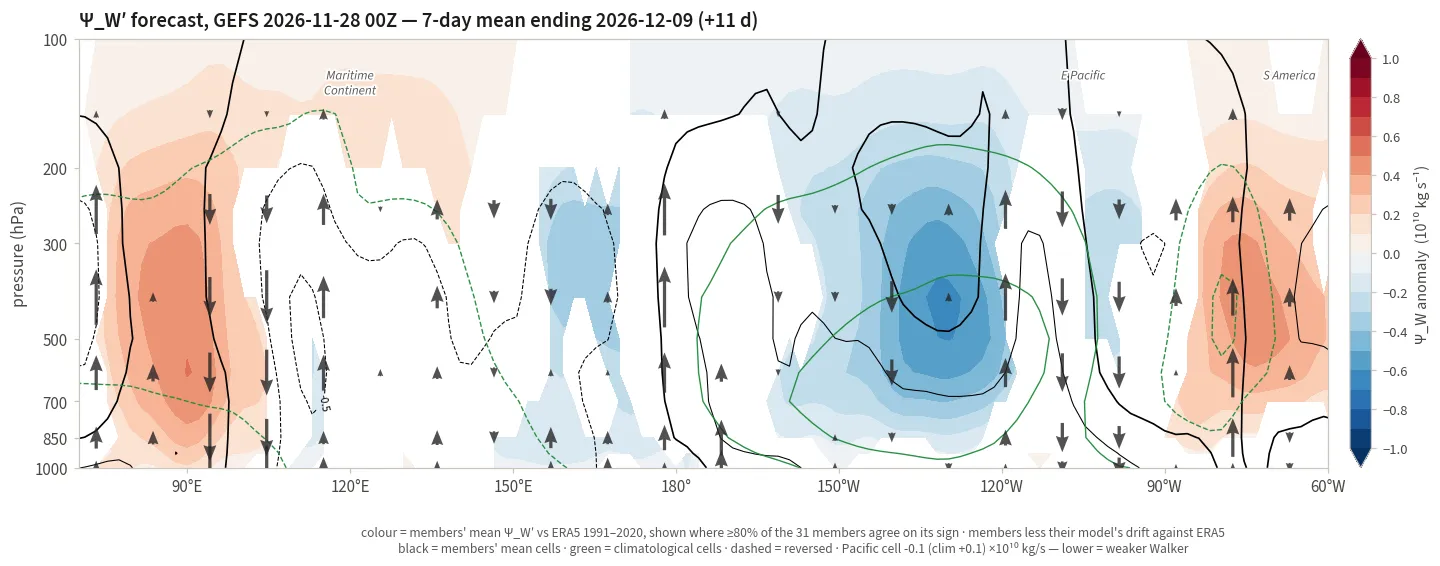 Ψ_W′ forecast, GEFS 2026-11-28 00Z — 7-day mean ending 2026-12-09 (+11 d)
100
200
300
400
500
700
850
1000
pressure (hPa)
Maritime
Continent
E Pacific
S America
-0.5
90°E
120°E
150°E
180°
150°W
120°W
90°W
60°W
1.0
0.8
0.6
0.4
0.2
0.0
−0.2
−0.4
−0.6
−0.8
−1.0
Ψ_W anomaly (10¹⁰ kg s⁻¹)
colour = members' mean Ψ_W′ vs ERA5 1991–2020, shown where ≥80% of the 31 members agree on its sign · members less their model's drift against ERA5
black = members' mean cells · green = climatological cells · dashed = reversed · Pacific cell -0.1 (clim +0.1) ×10¹⁰ kg/s — lower = weaker Walker